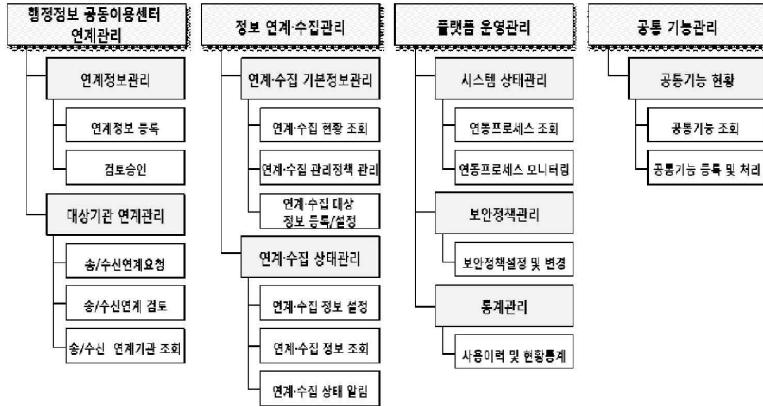 행정정보 공동이용센터
연계관리
연계정보관리
연계정보 등록
검토승인
대상기관 연계관리
송/수신연계요청
송/수신연계 검토
송/수신 연계기관 조회
정보 연계·수집관리
연계·수집 기본정보관리
연계·수집 현황 조회
연계·수집 관리정책 관리
연계·수집 대상
정보 등록/설정
연계·수집 상태관리
연계·수집 정보 설정
연계·수집 정보 조회
연계·수집 상태 알림
플랫폼 운영관리
시스템 상태관리
연동프로세스 조회
연동프로세스 모니터링
보안정책관리
보안정책설정 및 변경
통계관리
사용이력 및 현황통계
공통 기능관리
공통기능 현황
공통기능 조회
공통기능 등록 및 처리